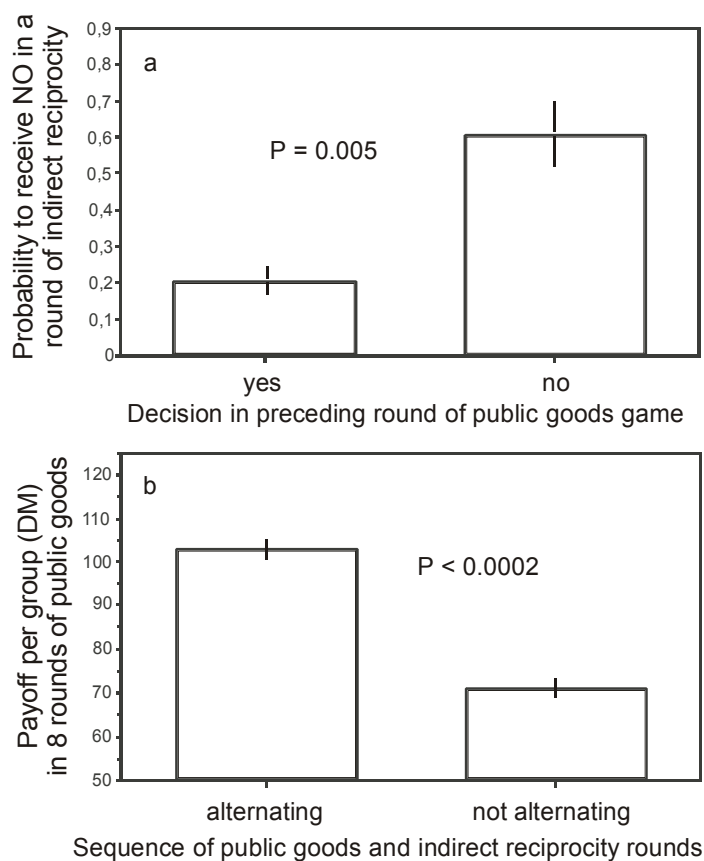 Probability to receive NO in a
round of indirect reciprocity
0,9
0,8
0,7
0,6
0,5
0,4
0,3
0,2
0,1
0
a
P = 0.005
yes
no
Decision in preceding round of public goods game
Payoff per group (DM)
in 8 rounds of public goods
120
110
100
90
80
70
60
50
b
P < 0.0002
alternating
not alternating
Sequence of public goods and indirect reciprocity rounds